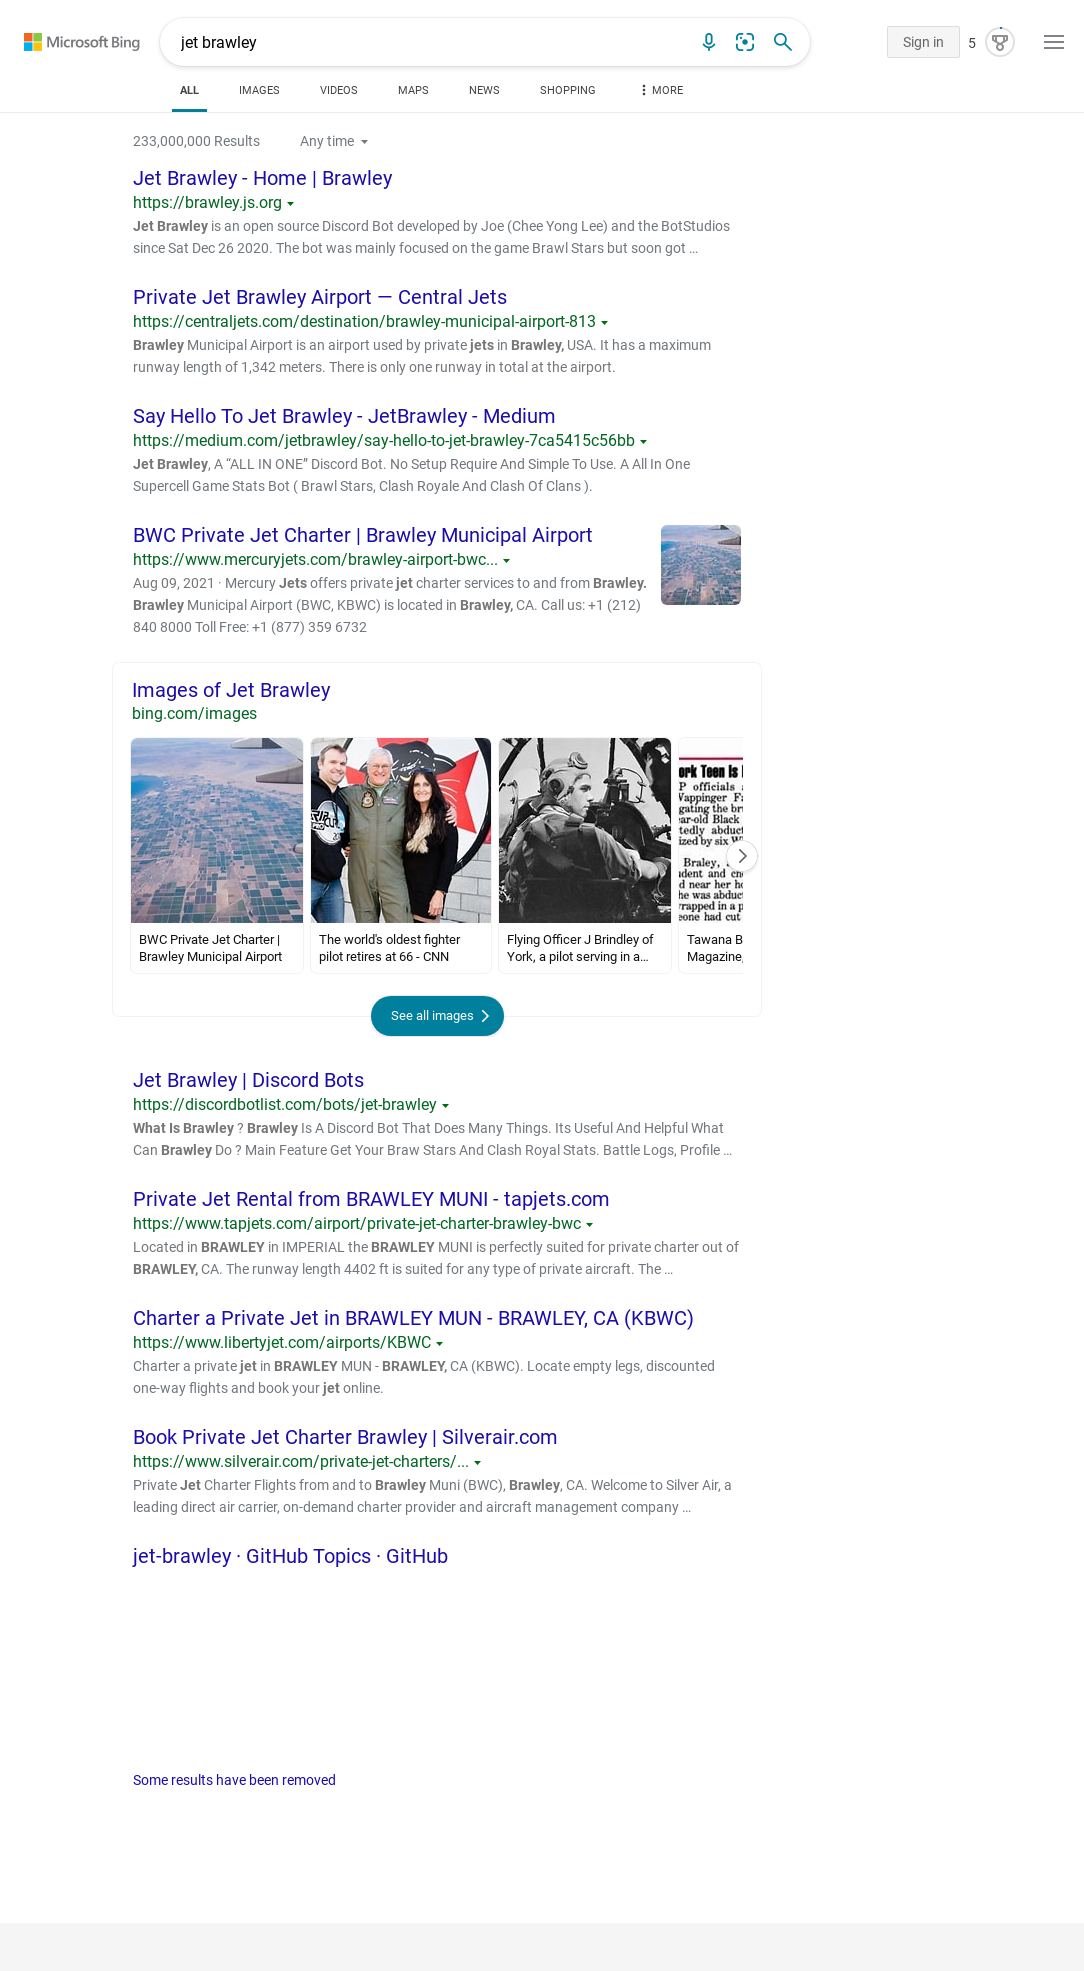 Microsoft Bing
jet brawley
Sign in
5
ALL
IMAGES
VIDEOS
MAPS
NEWS
SHOPPING
MORE
233,000,000 Results
Any time
Jet Brawley - Home | Brawley
https://brawley.js.org
Jet Brawley is an open source Discord Bot developed by Joe (Chee Yong Lee) and the BotStudios
since Sat Dec 26 2020. The bot was mainly focused on the game Brawl Stars but soon got …
Private Jet Brawley Airport — Central Jets
https://centraljets.com/destination/brawley-municipal-airport-813
Brawley Municipal Airport is an airport used by private jets in Brawley, USA. It has a maximum
runway length of 1,342 meters. There is only one runway in total at the airport.
Say Hello To Jet Brawley - JetBrawley - Medium
https://medium.com/jetbrawley/say-hello-to-jet-brawley-7ca5415c56bb
Jet Brawley, A “ALL IN ONE” Discord Bot. No Setup Require And Simple To Use. A All In One
Supercell Game Stats Bot ( Brawl Stars, Clash Royale And Clash Of Clans ).
BWC Private Jet Charter | Brawley Municipal Airport
https://www.mercuryjets.com/brawley-airport-bwc...
Aug 09, 2021 · Mercury Jets offers private jet charter services to and from Brawley.
Brawley Municipal Airport (BWC, KBWC) is located in Brawley, CA. Call us: +1 (212)
840 8000 Toll Free: +1 (877) 359 6732
Images of Jet Brawley
bing.com/images
ork Teen Is
P officials
Wappinger Fa
gating the br
ear-old Black
tedly abduct
ized by six W
Braley,
udent and ch
d near her ho
he was abduct
wrapped in a p
eone had cut
BWC Private Jet Charter |
Brawley Municipal Airport
The world's oldest fighter
pilot retires at 66 - CNN
Flying Officer J Brindley of
York, a pilot serving in a…
Tawana B
Magazine,
See all images
Jet Brawley | Discord Bots
https://discordbotlist.com/bots/jet-brawley
What Is Brawley ? Brawley Is A Discord Bot That Does Many Things. Its Useful And Helpful What
Can Brawley Do ? Main Feature Get Your Braw Stars And Clash Royal Stats. Battle Logs, Profile …
Private Jet Rental from BRAWLEY MUNI - tapjets.com
https://www.tapjets.com/airport/private-jet-charter-brawley-bwc
Located in BRAWLEY in IMPERIAL the BRAWLEY MUNI is perfectly suited for private charter out of
BRAWLEY, CA. The runway length 4402 ft is suited for any type of private aircraft. The …
Charter a Private Jet in BRAWLEY MUN - BRAWLEY, CA (KBWC)
https://www.libertyjet.com/airports/KBWC
Charter a private jet in BRAWLEY MUN - BRAWLEY, CA (KBWC). Locate empty legs, discounted
one-way flights and book your jet online.
Book Private Jet Charter Brawley | Silverair.com
https://www.silverair.com/private-jet-charters/...
Private Jet Charter Flights from and to Brawley Muni (BWC), Brawley, CA. Welcome to Silver Air, a
leading direct air carrier, on-demand charter provider and aircraft management company …
jet-brawley · GitHub Topics · GitHub
Some results have been removed